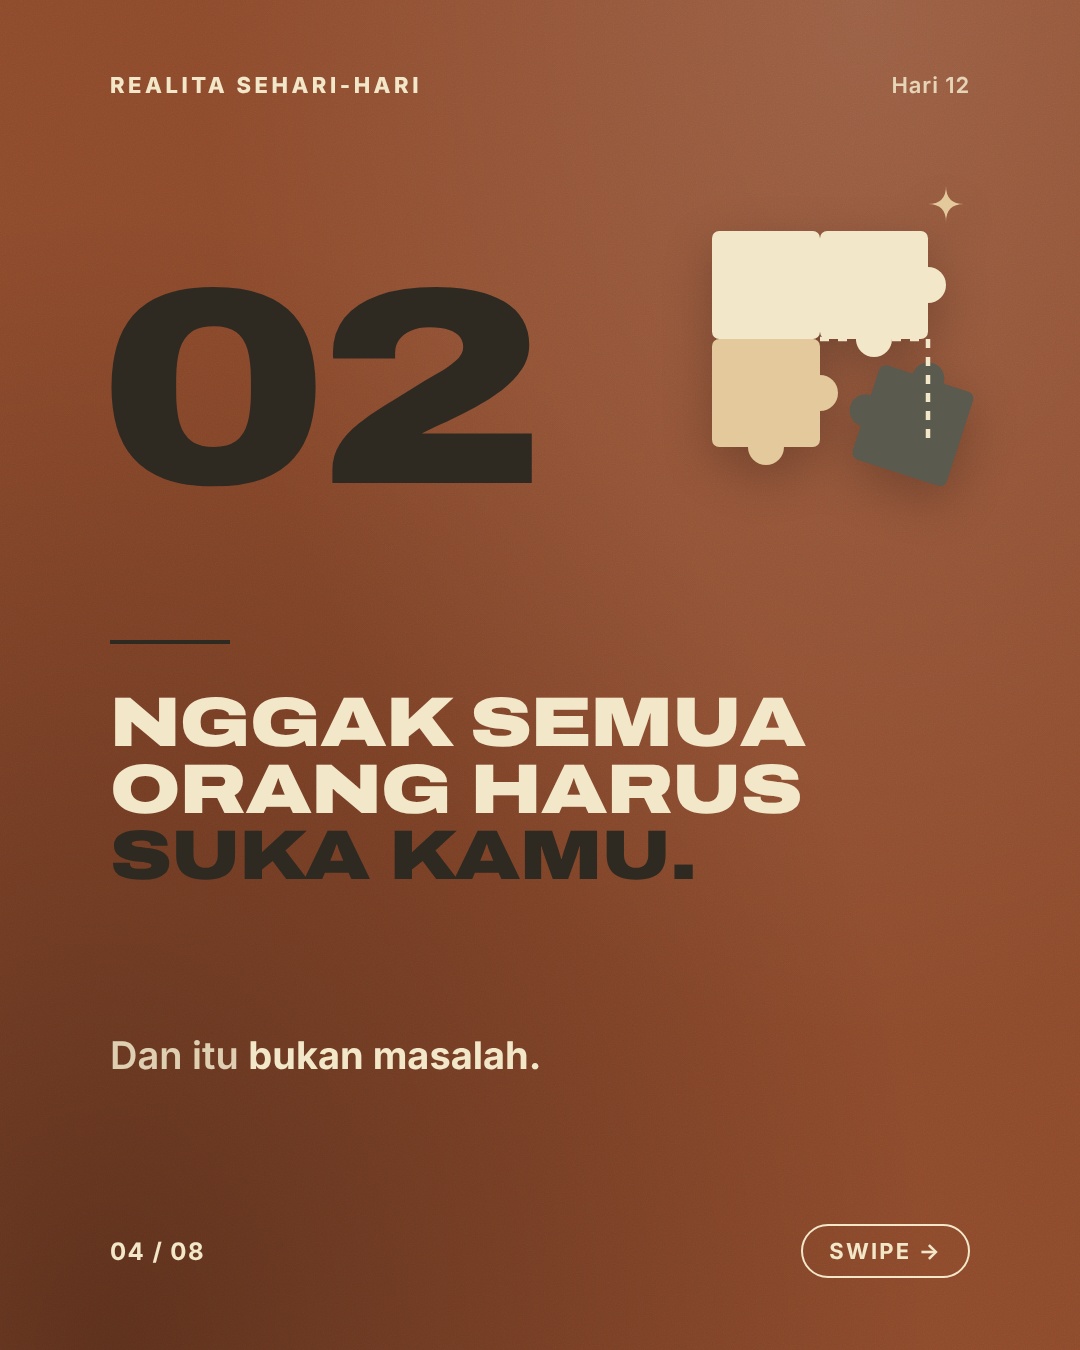 REALITA SEHARI-HARI
Hari 12
02
NGGAK SEMUA
ORANG HARUS
SUKA KAMU.
Dan itu bukan masalah.
04 / 08
SWIPE →